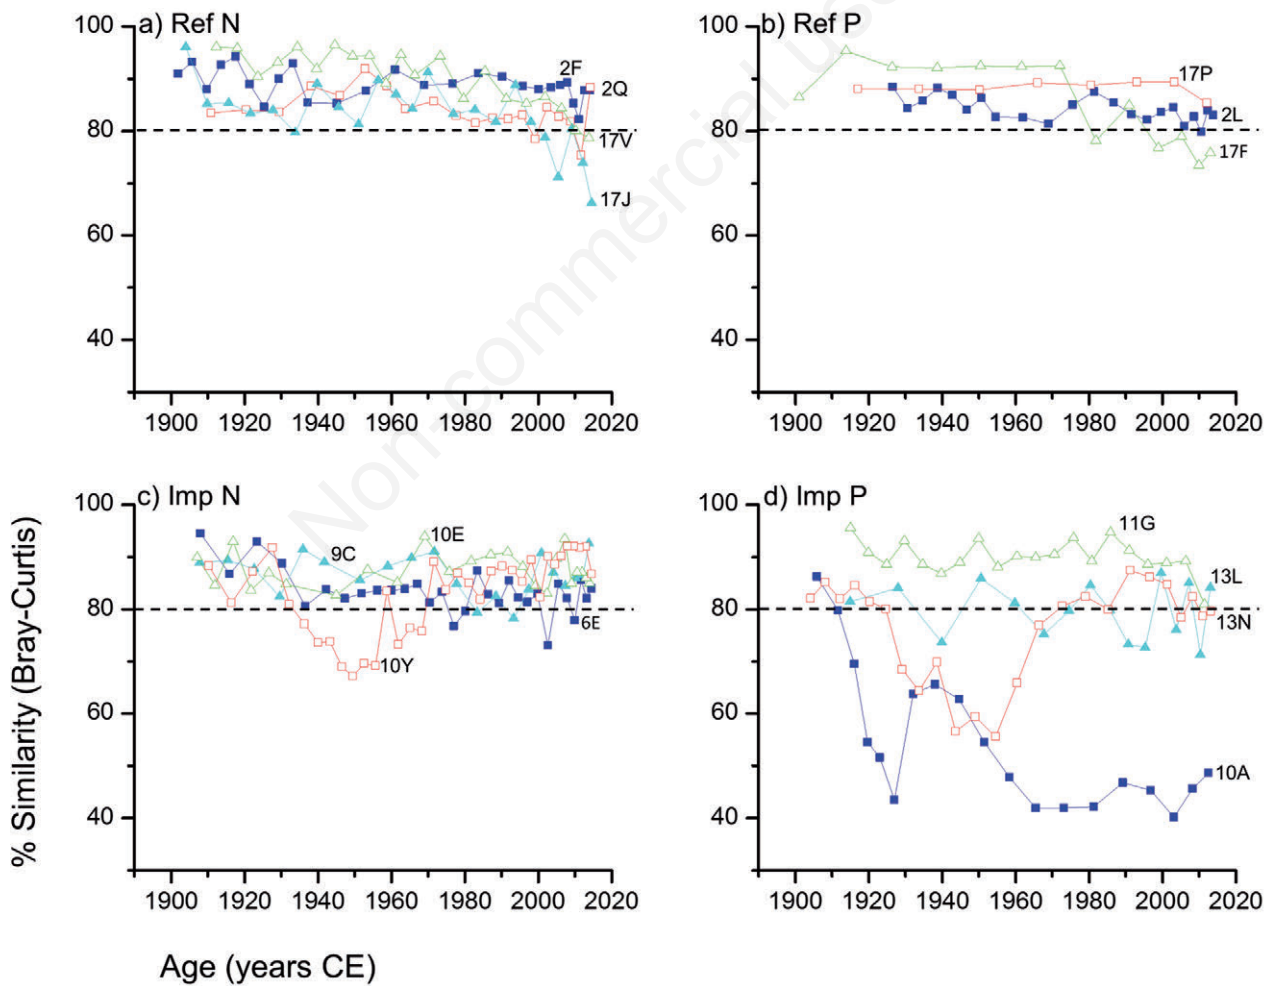 a) Ref N
100
80
60
40
2F
2Q
17V
17J
1900 1920 1940 1960 1980 2000 2020
b) Ref P
100
80
60
40
17P
2L
17F
1900 1920 1940 1960 1980 2000 2020
c) Imp N
100
80
60
40
9C
10E
10Y
6E
1900 1920 1940 1960 1980 2000 2020
d) Imp P
100
80
60
40
11G
13L
13N
10A
1900 1920 1940 1960 1980 2000 2020
% Similarity (Bray-Curtis)
Age (years CE)
Non-commercial